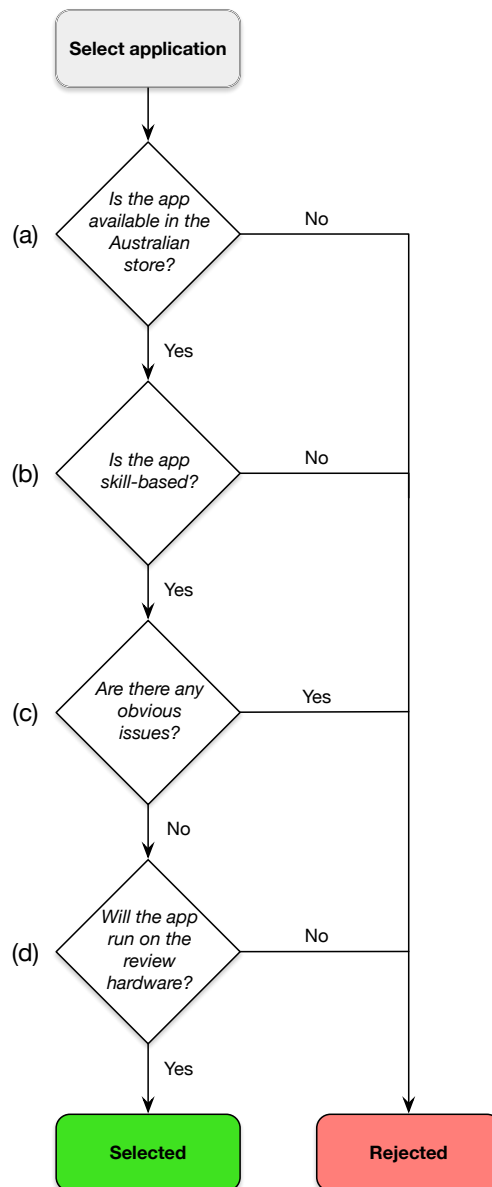 Select application
(a)
Is the app
available in the
Australian
store?
No
Yes
(b)
Is the app
skill-based?
No
Yes
(c)
Are there any
obvious
issues?
Yes
No
(d)
Will the app
run on the
review
hardware?
No
Yes
Selected
Rejected